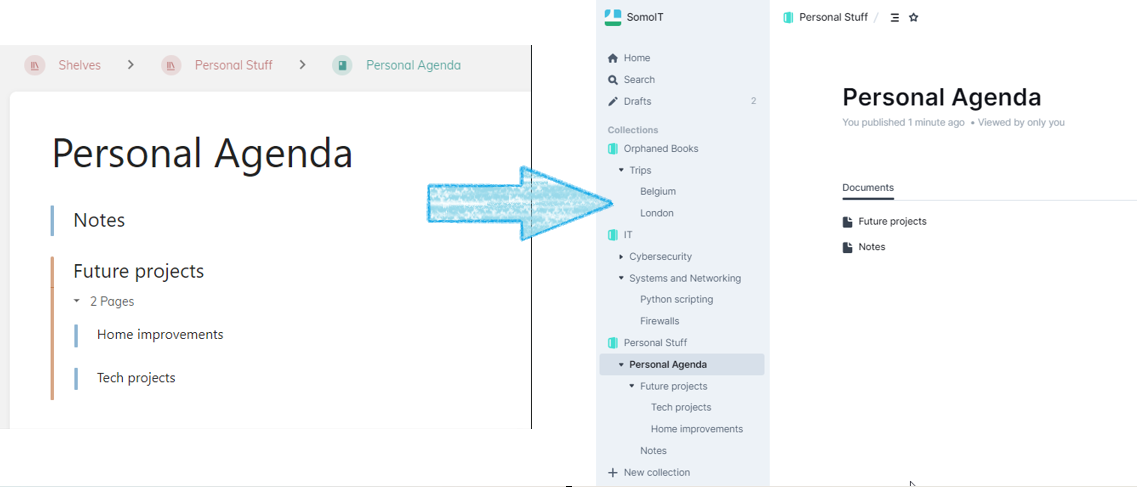 Shelves > Personal Stuff > Personal Agenda
Personal Agenda
Notes
Future projects
2 Pages
Home improvements
Tech projects
SomoIT
Home
Search
Drafts 2
Collections
Orphaned Books
Trips
Belgium
London
IT
Cybersecurity
Systems and Networking
Python scripting
Firewalls
Personal Stuff
Personal Agenda
Future projects
Tech projects
Home improvements
Notes
+ New collection
Personal Stuff /
Personal Agenda
You published 1 minute ago • Viewed by only you
Documents
Future projects
Notes